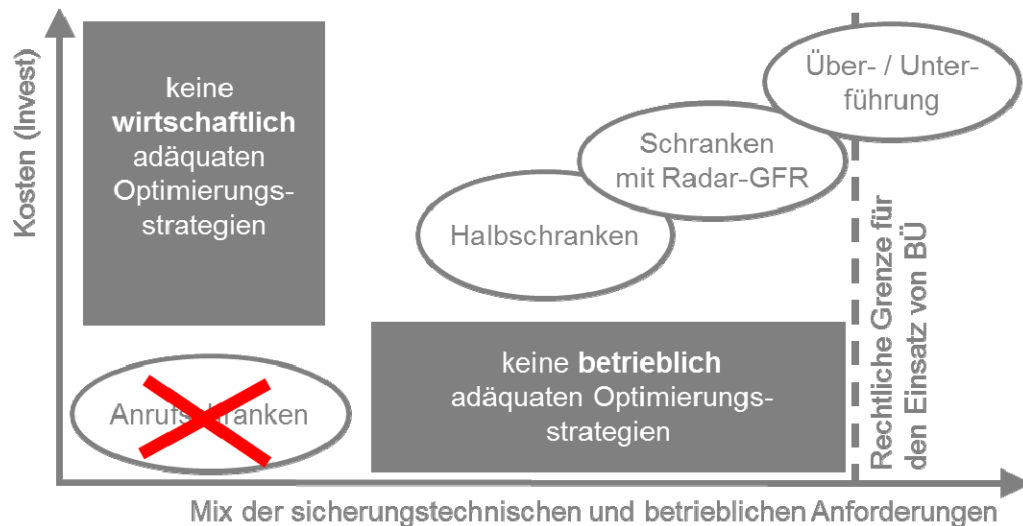 Kosten (Invest)
keine
wirtschaftlich
adäquaten
Optimierungs-
strategien
Über- / Unter-
führung
Schranken
mit Radar-GFR
Halbschranken
Anrufschranken
keine betrieblich
adäquaten Optimierungs-
strategien
Rechtliche Grenze für
den Einsatz von BÜ
Mix der sicherungstechnischen und betrieblichen Anforderungen